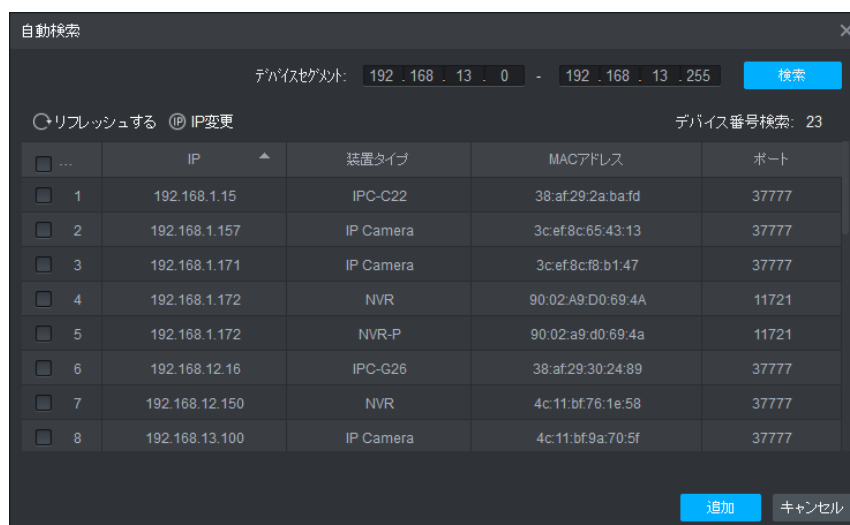 自動検索
デバイスセグメント: 192 . 168 . 13 . 0 - 192 . 168 . 13 . 255 検索
リフレッシュする IP IP変更 デバイス番号検索: 23
... IP 装置タイプ MACアドレス ポート
1 192.168.1.15 IPC-C22 38:af:29:2a:ba:fd 37777
2 192.168.1.157 IP Camera 3c:ef:8c:65:43:13 37777
3 192.168.1.171 IP Camera 3c:ef:8c:f8:b1:47 37777
4 192.168.1.172 NVR 90:02:A9:D0:69:4A 11721
5 192.168.1.172 NVR-P 90:02:a9:d0:69:4a 11721
6 192.168.12.16 IPC-G26 38:af:29:30:24:89 37777
7 192.168.12.150 NVR 4c:11:bf:76:1e:58 37777
8 192.168.13.100 IP Camera 4c:11:bf:9a:70:5f 37777
追加 キャンセル